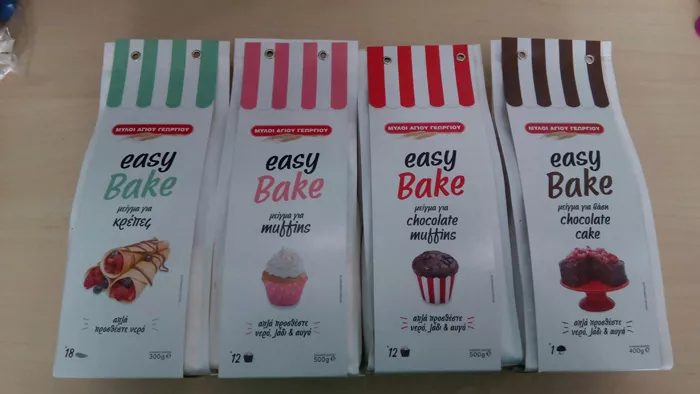 ΜΥΛΟΙ ΑΓΙΟΥ ΓΕΩΡΓΙΟΥ
easy
Bake
μείγμα για
κρέπες
απλά
προσθέστε
νερό
18
300g e
ΜΥΛΟΙ ΑΓΙΟΥ ΓΕΩΡΓΙΟΥ
easy
Bake
μείγμα για
muffins
απλά προσθέστε
νερό, λάδι & αυγά
12
500g e
ΜΥΛΟΙ ΑΓΙΟΥ ΓΕΩΡΓΙΟΥ
easy
Bake
μείγμα για
chocolate
muffins
απλά προσθέστε
νερό, λάδι & αυγά
12
500g e
ΜΥΛΟΙ ΑΓΙΟΥ ΓΕΩΡΓΙΟΥ
easy
Bake
μείγμα για βάση
chocolate
cake
απλά προσθέστε
νερό, λάδι & αυγά
1
400g e